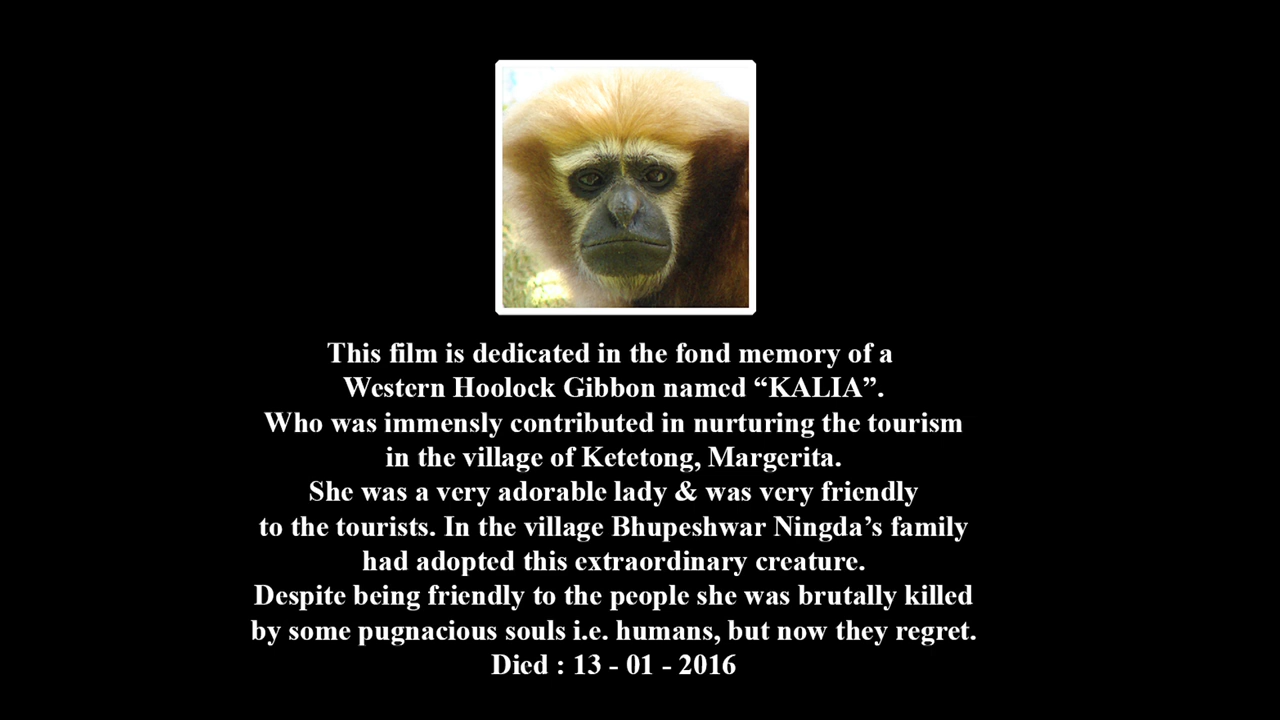 This film is dedicated in the fond memory of a
Western Hoolock Gibbon named “KALIA”.
Who was immensly contributed in nurturing the tourism
in the village of Ketetong, Margerita.
She was a very adorable lady & was very friendly
to the tourists. In the village Bhupeshwar Ningda’s family
had adopted this extraordinary creature.
Despite being friendly to the people she was brutally killed
by some pugnacious souls i.e. humans, but now they regret.
Died : 13 - 01 - 2016